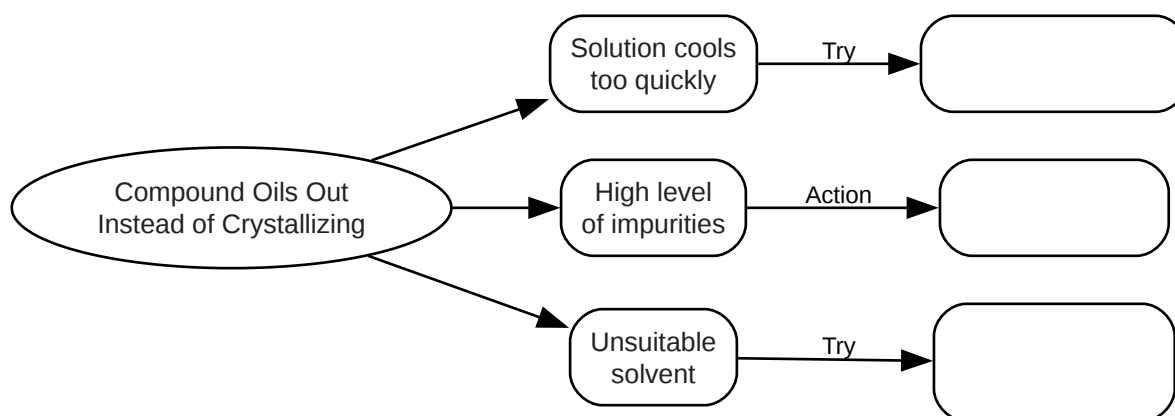 Compound Oils Out
Instead of Crystallizing
Solution cools
too quickly
Try
High level
of impurities
Action
Unsuitable
solvent
Try